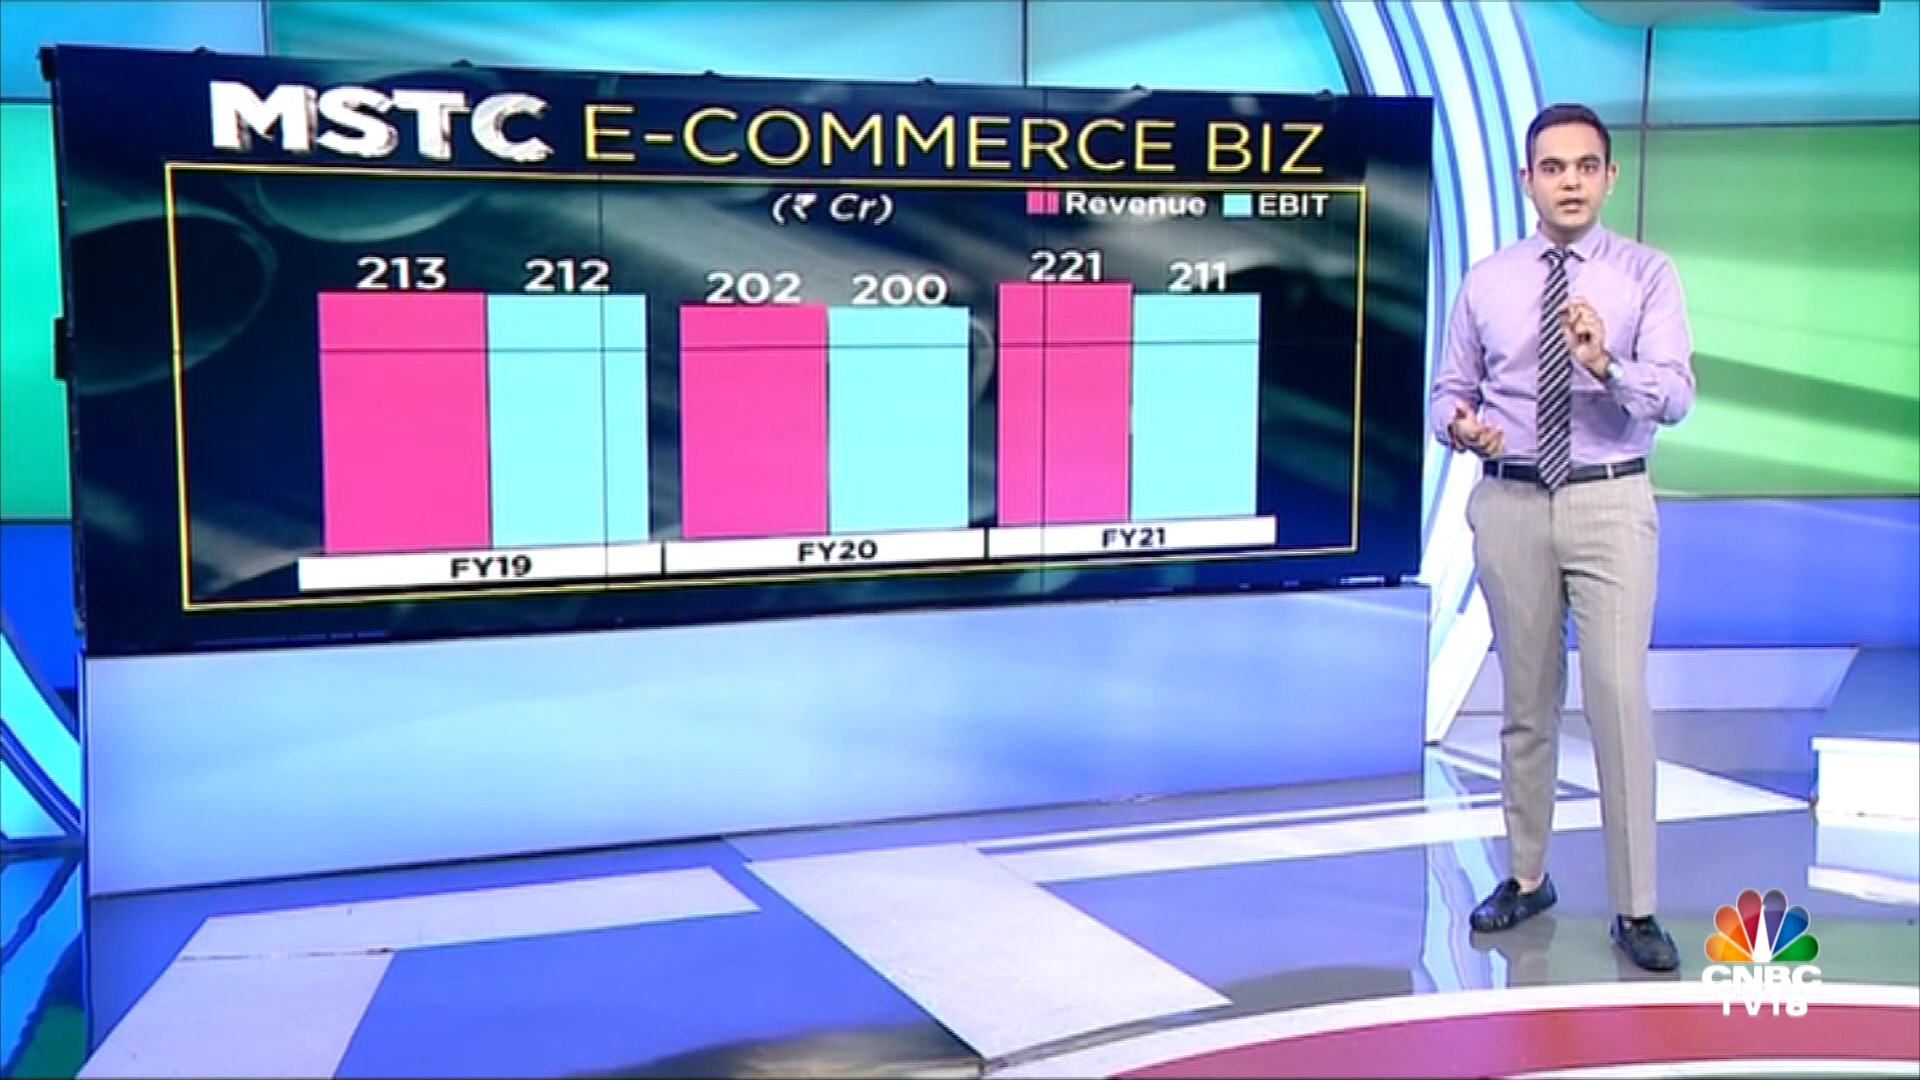 MSTC E-COMMERCE BIZ
(₹ Cr)
Revenue EBIT
213 212 202 200 221 211
FY19 FY20 FY21
CNBC
TV18